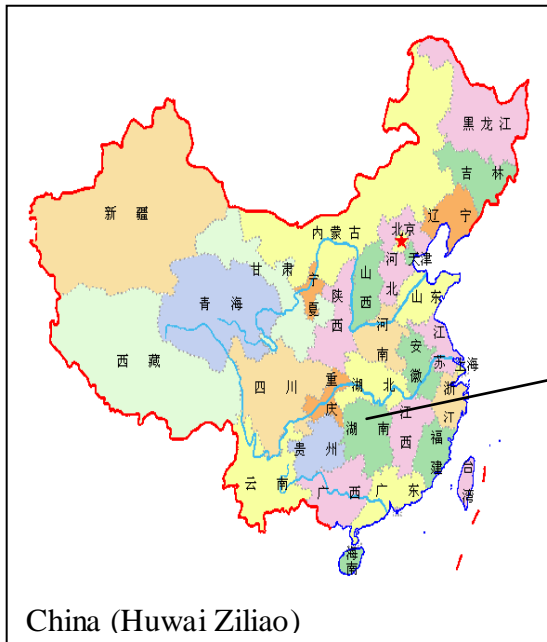 黑龙江
吉林
辽宁
新疆
内蒙古
北京
天津
甘肃
宁夏
河北
山西
山东
青海
陕西
河南
江苏
西藏
安徽
上海
四川
重庆
湖北
浙江
湖南
江西
贵州
福建
云南
广西
广东
台湾
海南
China (Huwai Ziliao)